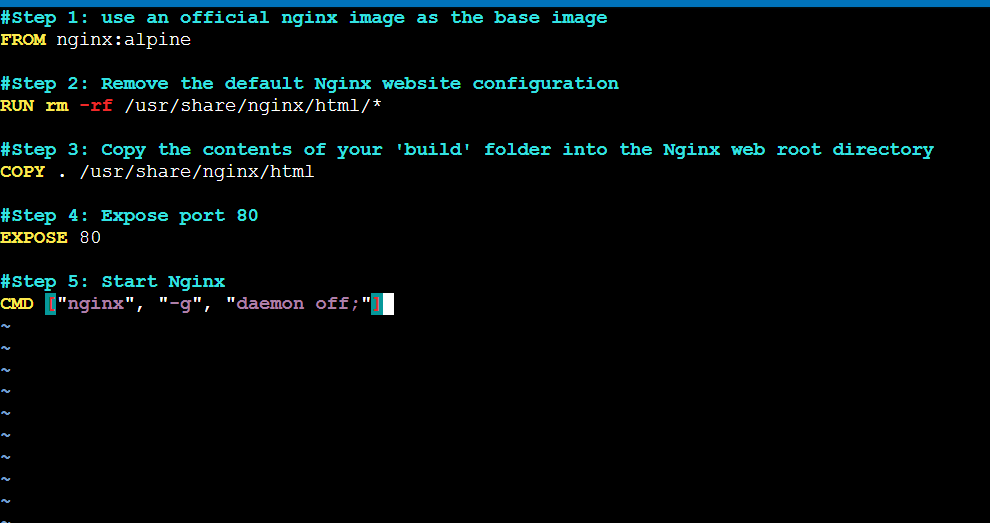 #Step 1: use an official nginx image as the base image
FROM nginx:alpine
#Step 2: Remove the default Nginx website configuration
RUN rm -rf /usr/share/nginx/html/*
#Step 3: Copy the contents of your 'build' folder into the Nginx web root directory
COPY . /usr/share/nginx/html
#Step 4: Expose port 80
EXPOSE 80
#Step 5: Start Nginx
CMD ["nginx", "-g", "daemon off;"]
~
~
~
~
~
~
~
~
~
~